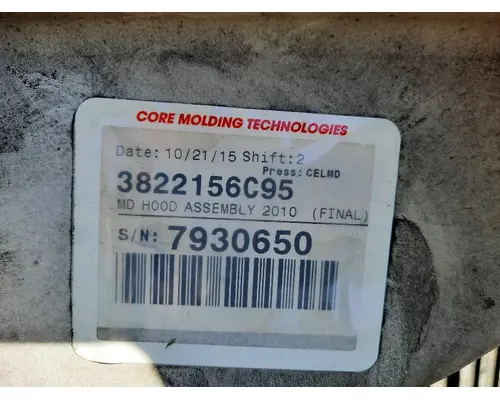 CORE MOLDING TECHNOLOGIES
Date: 10/21/15 Shift: 2
Press: CELMD
3822156C95
MD HOOD ASSEMBLY 2010 (FINAL)
S/N: 7930650